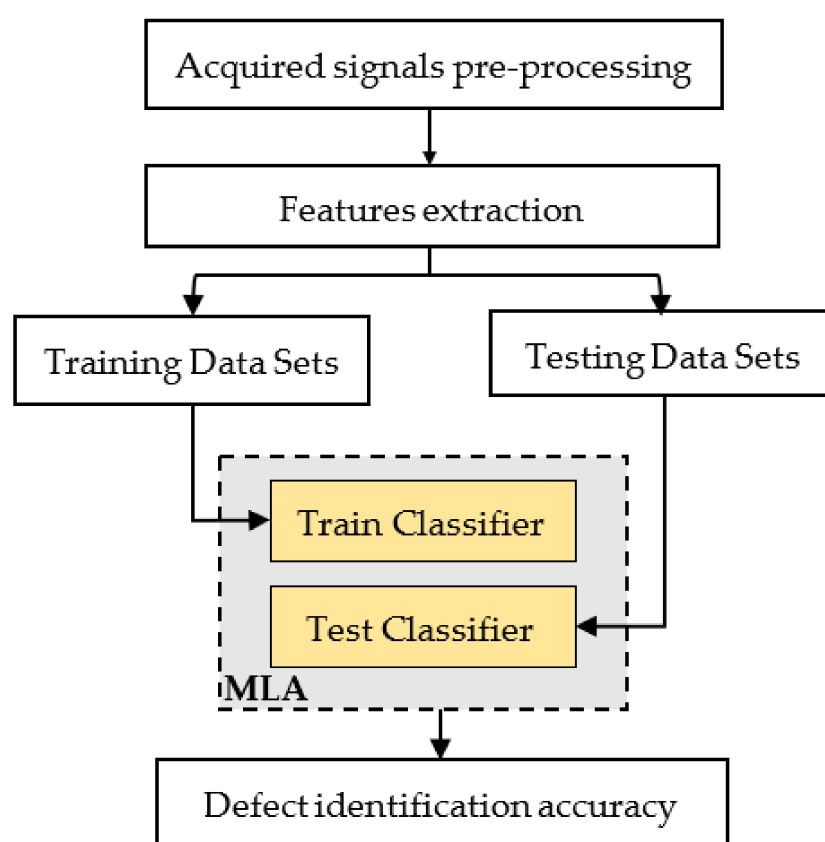 Acquired signals pre-processing
Features extraction
Training Data Sets
Testing Data Sets
Train Classifier
Test Classifier
MLA
Defect identification accuracy